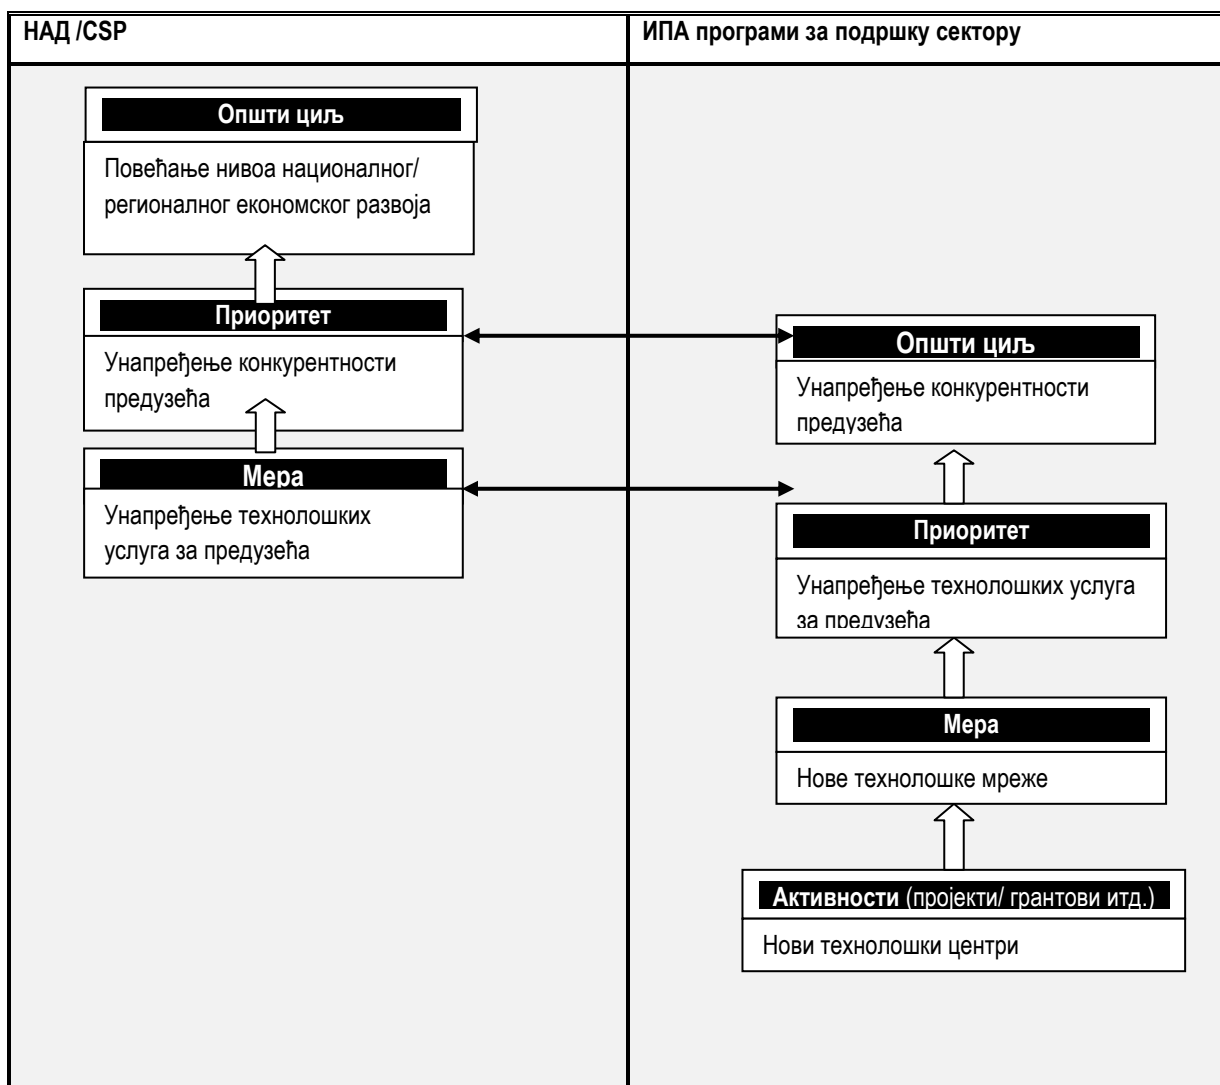 НАД /CSP
ИПА програми за подршку сектору
Општи циљ
Повећање нивоа националног/
регионалног економског развоја
Приоритет
Унапређење конкурентности
предузећа
Мера
Унапређење технолошких
услуга за предузећа
Општи циљ
Унапређење конкурентности
предузећа
Приоритет
Унапређење технолошких услуга
за предузећа
Мера
Нове технолошке мреже
Активности (пројекти/ грантови итд.)
Нови технолошки центри